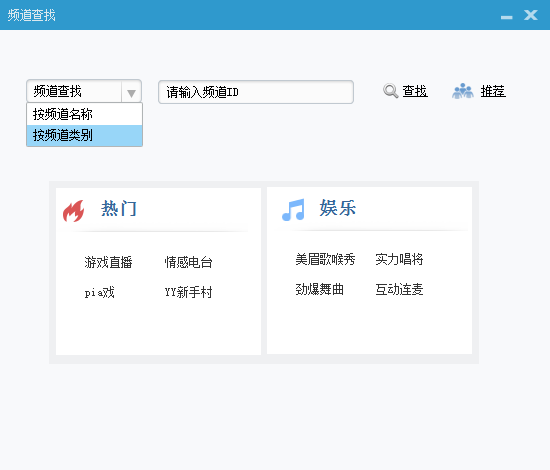 频道查找
频道查找 请输入频道ID 查找 推荐
按频道名称
按频道类别
热门
游戏直播 情感电台
pia戏 YY新手村
娱乐
美眉歌喉秀 实力唱将
劲爆舞曲 互动连麦